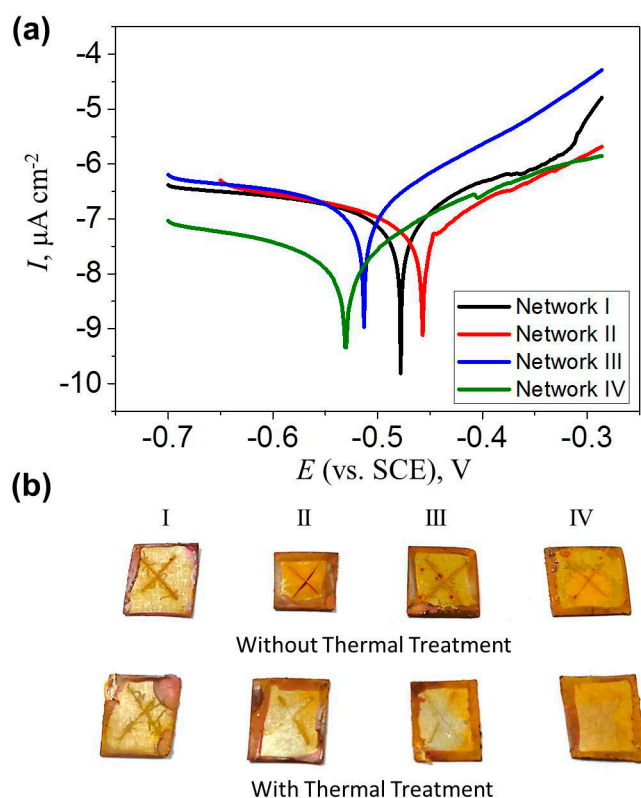 (a)
-4
-5
-6
-7
-8
-9
-10
I, μA cm-2
Network I
Network II
Network III
Network IV
-0.7 -0.6 -0.5 -0.4 -0.3
E (vs. SCE), V
(b)
I II III IV
Without Thermal Treatment
With Thermal Treatment